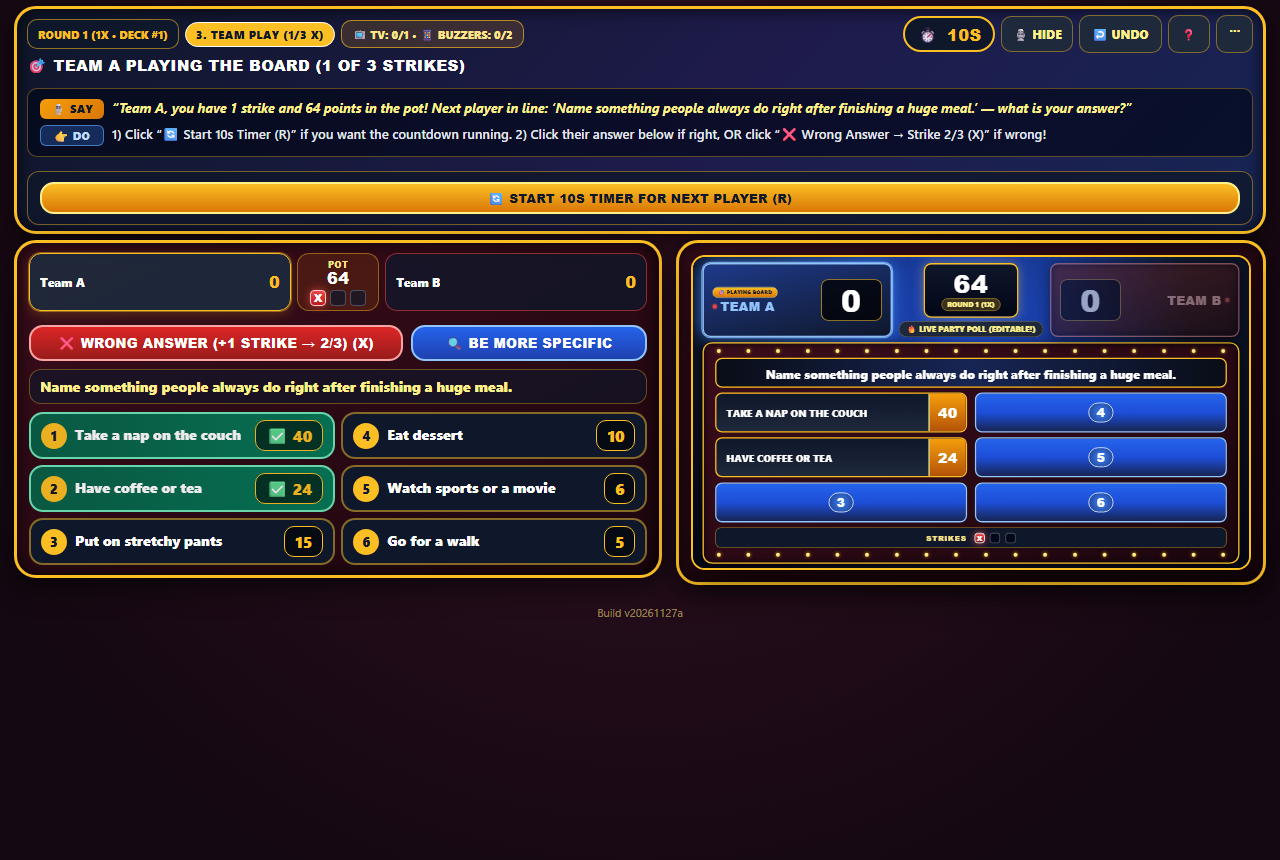 ROUND 1 (1X • DECK #1)
3. TEAM PLAY (1/3 X)
📺 TV: 0/1 • 🚪 BUZZERS: 0/2
⏱ 10S
HIDE
UNDO
❓
...
🎯 TEAM A PLAYING THE BOARD (1 OF 3 STRIKES)
SAY
“Team A, you have 1 strike and 64 points in the pot! Next player in line: ‘Name something people always do right after finishing a huge meal.’ — what is your answer?”
👉 DO
1) Click “🔄 Start 10s Timer (R)” if you want the countdown running. 2) Click their answer below if right, OR click “❌ Wrong Answer → Strike 2/3 (X)” if wrong!
🔄 START 10S TIMER FOR NEXT PLAYER (R)
Team A
0
POT
64
X
Team B
0
❌ WRONG ANSWER (+1 STRIKE → 2/3) (X)
🔍 BE MORE SPECIFIC
Name something people always do right after finishing a huge meal.
1 Take a nap on the couch ✅ 40
4 Eat dessert 10
2 Have coffee or tea ✅ 24
5 Watch sports or a movie 6
3 Put on stretchy pants 15
6 Go for a walk 5
PLAYING BOARD
TEAM A
0
64
ROUND 1 (1X)
🔥 LIVE PARTY POLL (EDITABLE!)
0
TEAM B
Name something people always do right after finishing a huge meal.
TAKE A NAP ON THE COUCH 40
4
HAVE COFFEE OR TEA 24
5
3
6
STRIKES X
Build v20261127a